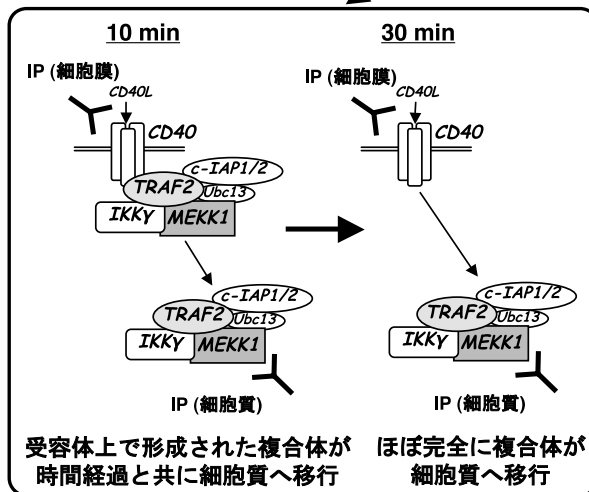 10 min
30 min
IP (細胞膜)
CD40L
CD40
c-IAP1/2
TRAF2
Ubc13
IKKγ
MEKK1
IP (細胞膜)
CD40L
CD40
c-IAP1/2
TRAF2
Ubc13
IKKγ
MEKK1
IP (細胞質)
c-IAP1/2
TRAF2
Ubc13
IKKγ
MEKK1
IP (細胞質)
受容体上で形成された複合体が
時間経過と共に細胞質へ移行
ほぼ完全に複合体が
細胞質へ移行